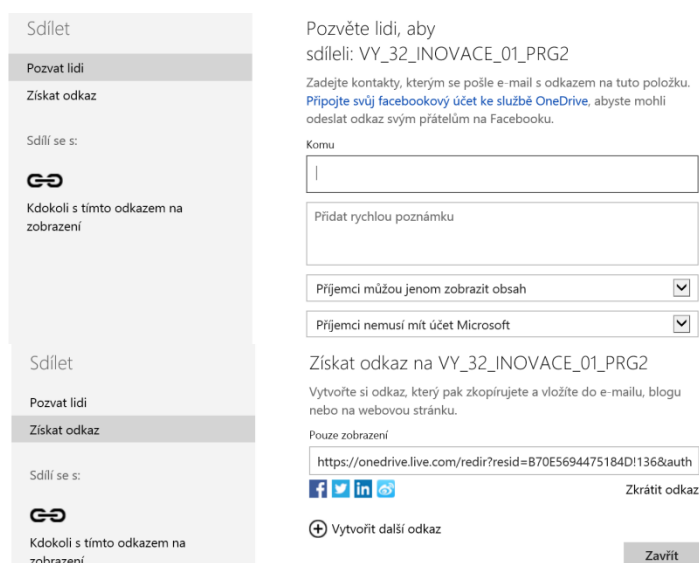 Sdílet
Pozvat lidi
Získat odkaz
Sdílí se s:
Kdokoli s tímto odkazem na
zobrazení
Pozvěte lidi, aby
sdíleli: VY_32_INOVACE_01_PRG2
Zadejte kontakty, kterým se pošle e-mail s odkazem na tuto položku.
Připojte svůj facebookový účet ke službě OneDrive, abyste mohli
odeslat odkaz svým přátelům na Facebooku.
Komu
Přidat rychlou poznámku
Příjemci můžou jenom zobrazit obsah
Příjemci nemusí mít účet Microsoft
Sdílet
Pozvat lidi
Získat odkaz
Sdílí se s:
Kdokoli s tímto odkazem na
zobrazení
Získat odkaz na VY_32_INOVACE_01_PRG2
Vytvořte si odkaz, který pak zkopírujete a vložíte do e-mailu, blogu
nebo na webovou stránku.
Pouze zobrazení
https://onedrive.live.com/redir?resid=B70E5694475184D!136&auth
Zkrátit odkaz
Vytvořit další odkaz
Zavřít